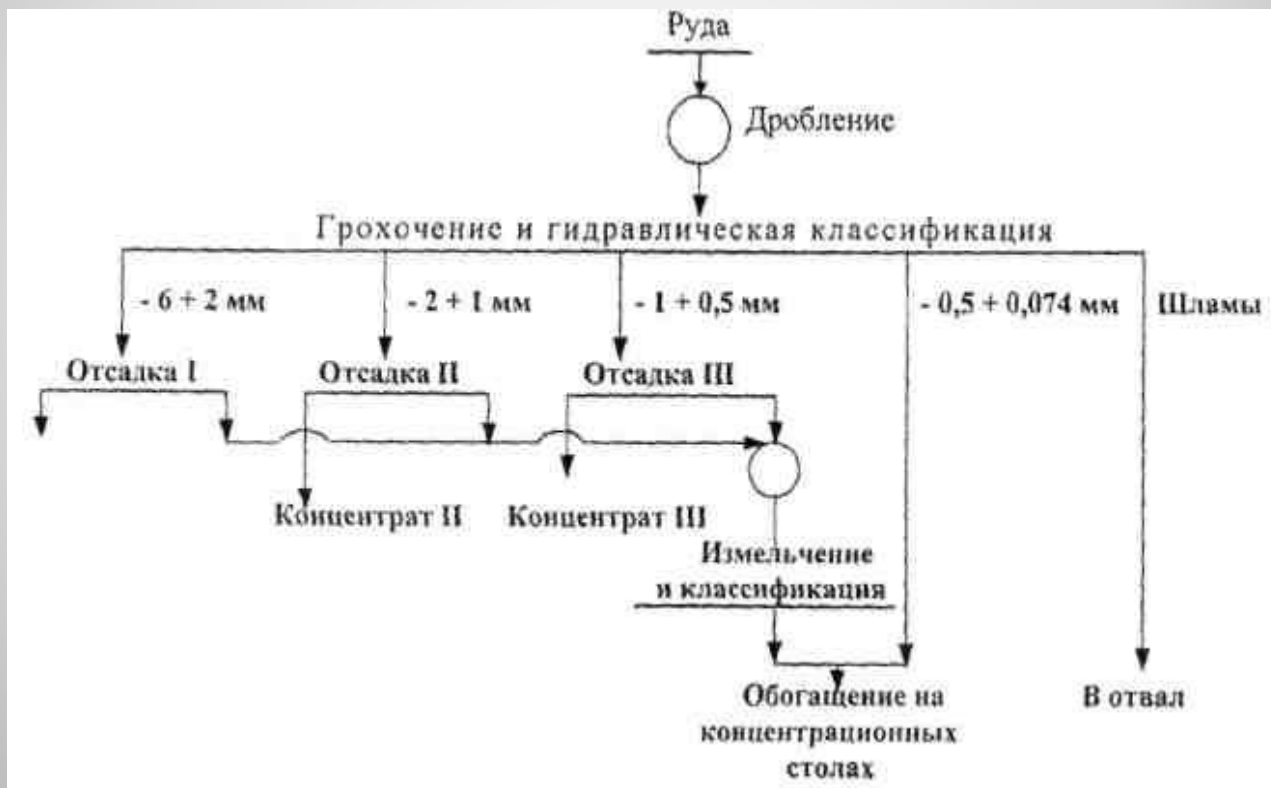 Руда
Дробление
Грохочение и гидравлическая классификация
- 6 + 2 мм
- 2 + 1 мм
- 1 + 0,5 мм
- 0,5 + 0,074 мм
Шламы
Отсадка I
Отсадка II
Отсадка III
Концентрат II
Концентрат III
Измельчение
и классификация
Обогащение на
концентрационных
столах
В отвал